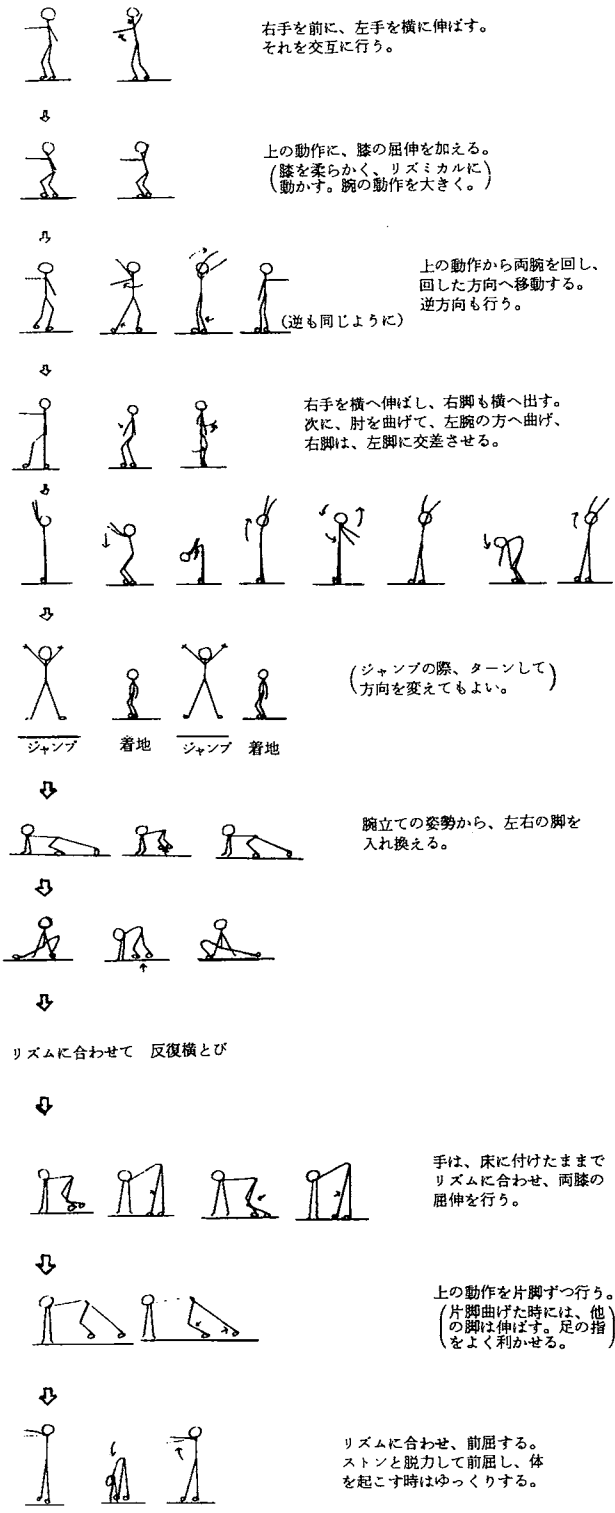 右手を前に、左手を横に伸ばす。
それを交互に行う。
上の動作に、膝の屈伸を加える。
(膝を柔らかく、リズミカルに
動かす。腕の動作を大きく。)
上の動作から両腕を回し、
回した方向へ移動する。
逆方向も行う。
(逆も同じように)
右手を横へ伸ばし、右脚も横へ出す。
次に、肘を曲げて、左腕の方へ曲げ、
右脚は、左脚に交差させる。
(ジャンプの際、ターンして
方向を変えてもよい。)
ジャンプ 着地 ジャンプ 着地
腕立ての姿勢から、左右の脚を
入れ換える。
リズムに合わせて 反復横とび
手は、床に付けたままで
リズムに合わせ、両膝の
屈伸を行う。
上の動作を片脚ずつ行う。
(片脚曲げた時には、他
の脚は伸ばす。足の指
をよく利かせる。)
リズムに合わせ、前屈する。
ストンと脱力して前屈し、体
を起こす時はゆっくりする。